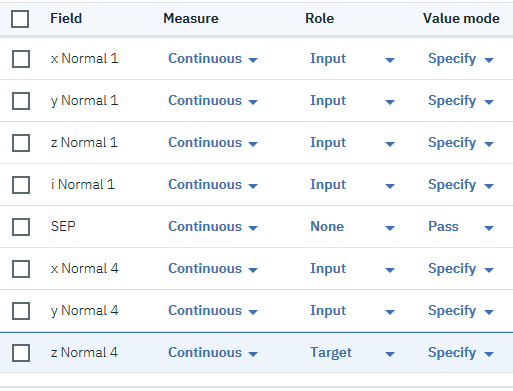 Field Measure Role Value mode
x Normal 1 Continuous Input Specify
y Normal 1 Continuous Input Specify
z Normal 1 Continuous Input Specify
i Normal 1 Continuous Input Specify
SEP Continuous None Pass
x Normal 4 Continuous Input Specify
y Normal 4 Continuous Input Specify
z Normal 4 Continuous Target Specify